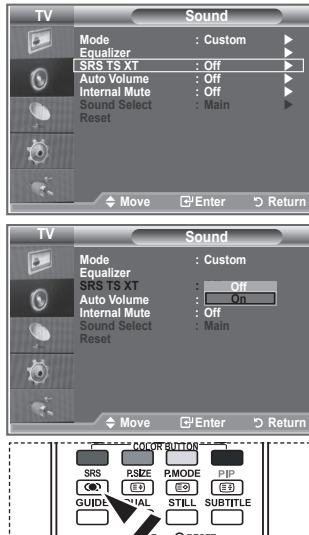 TV Sound
Mode : Custom
Equalizer
SRS TS XT : Off
Auto Volume : Off
Internal Mute : Off
Sound Select : Main
Reset
Move Enter Return
TV Sound
Mode : Custom
Equalizer
SRS TS XT : Off
Auto Volume : On
Internal Mute : Off
Sound Select : Main
Reset
Move Enter Return
COLOR BUTTON
SRS P.SIZE P.MODE PIP
GUIDE DUAL STILL SUBTITLE